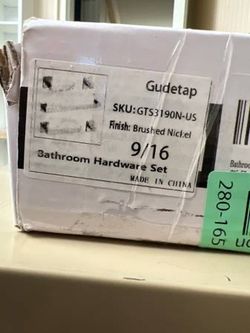 Gudetap
SKU:GTS3190N-US
Finish: Brushed Nickel
9/16
Bathroom Hardware Set
MADE IN CHINA
280-165